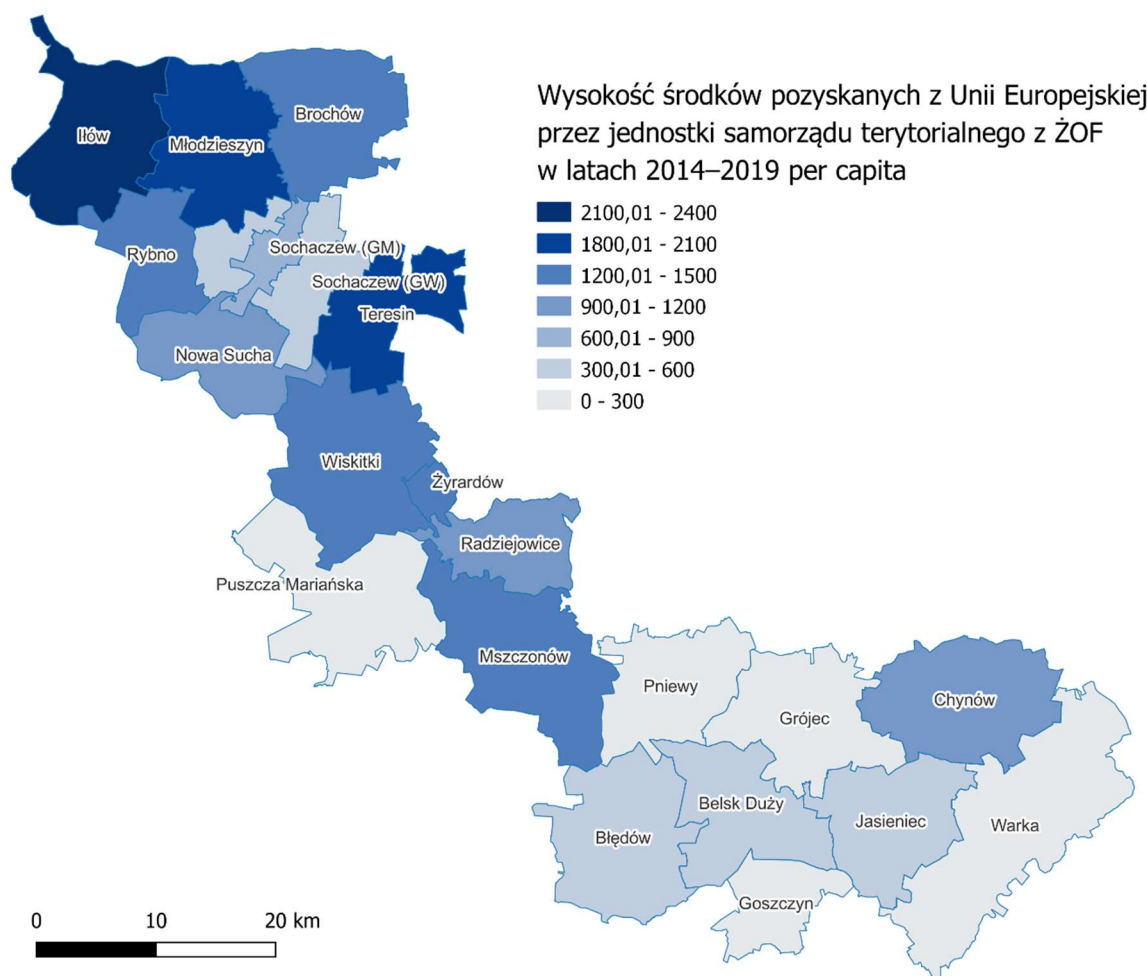 Wysokość środków pozyskanych z Unii Europejskiej
przez jednostki samorządu terytorialnego z ŻOF
w latach 2014–2019 per capita
2100,01 - 2400
1800,01 - 2100
1200,01 - 1500
900,01 - 1200
600,01 - 900
300,01 - 600
0 - 300
Iłów
Młodzieszyn
Brochów
Rybno
Sochaczew (GM)
Sochaczew (GW)
Teresin
Nowa Sucha
Wiskitki
Żyrardów
Radziejowice
Puszcza Mariańska
Mszczonów
Pniewy
Grójec
Chynów
Błędów
Belsk Duży
Jasieniec
Warka
Goszczyn
0 10 20 km